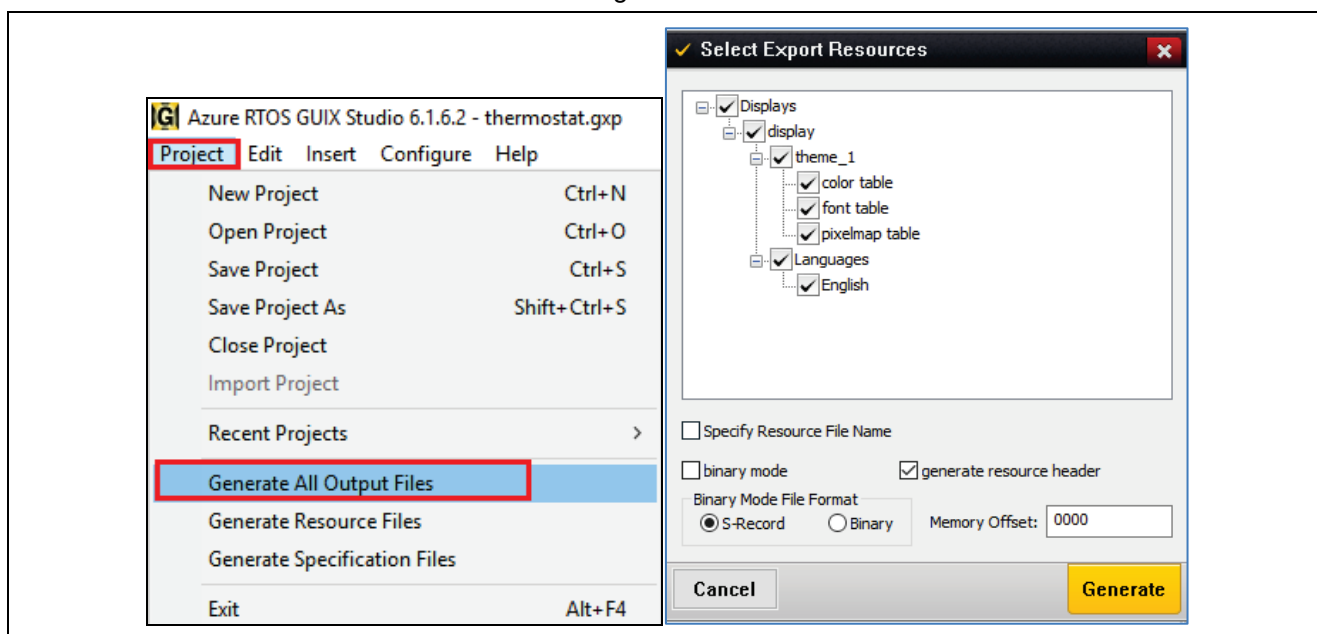 Azure RTOS GUIX Studio 6.1.6.2 - thermostat.gxp
Project Edit Insert Configure Help
New Project Ctrl+N
Open Project Ctrl+O
Save Project Ctrl+S
Save Project As Shift+Ctrl+S
Close Project
Import Project
Recent Projects >
Generate All Output Files
Generate Resource Files
Generate Specification Files
Exit Alt+F4
Select Export Resources
Displays
display
theme_1
color table
font table
pixelmap table
Languages
English
Specify Resource File Name
binary mode generate resource header
Binary Mode File Format
S-Record Binary Memory Offset: 0000
Cancel Generate